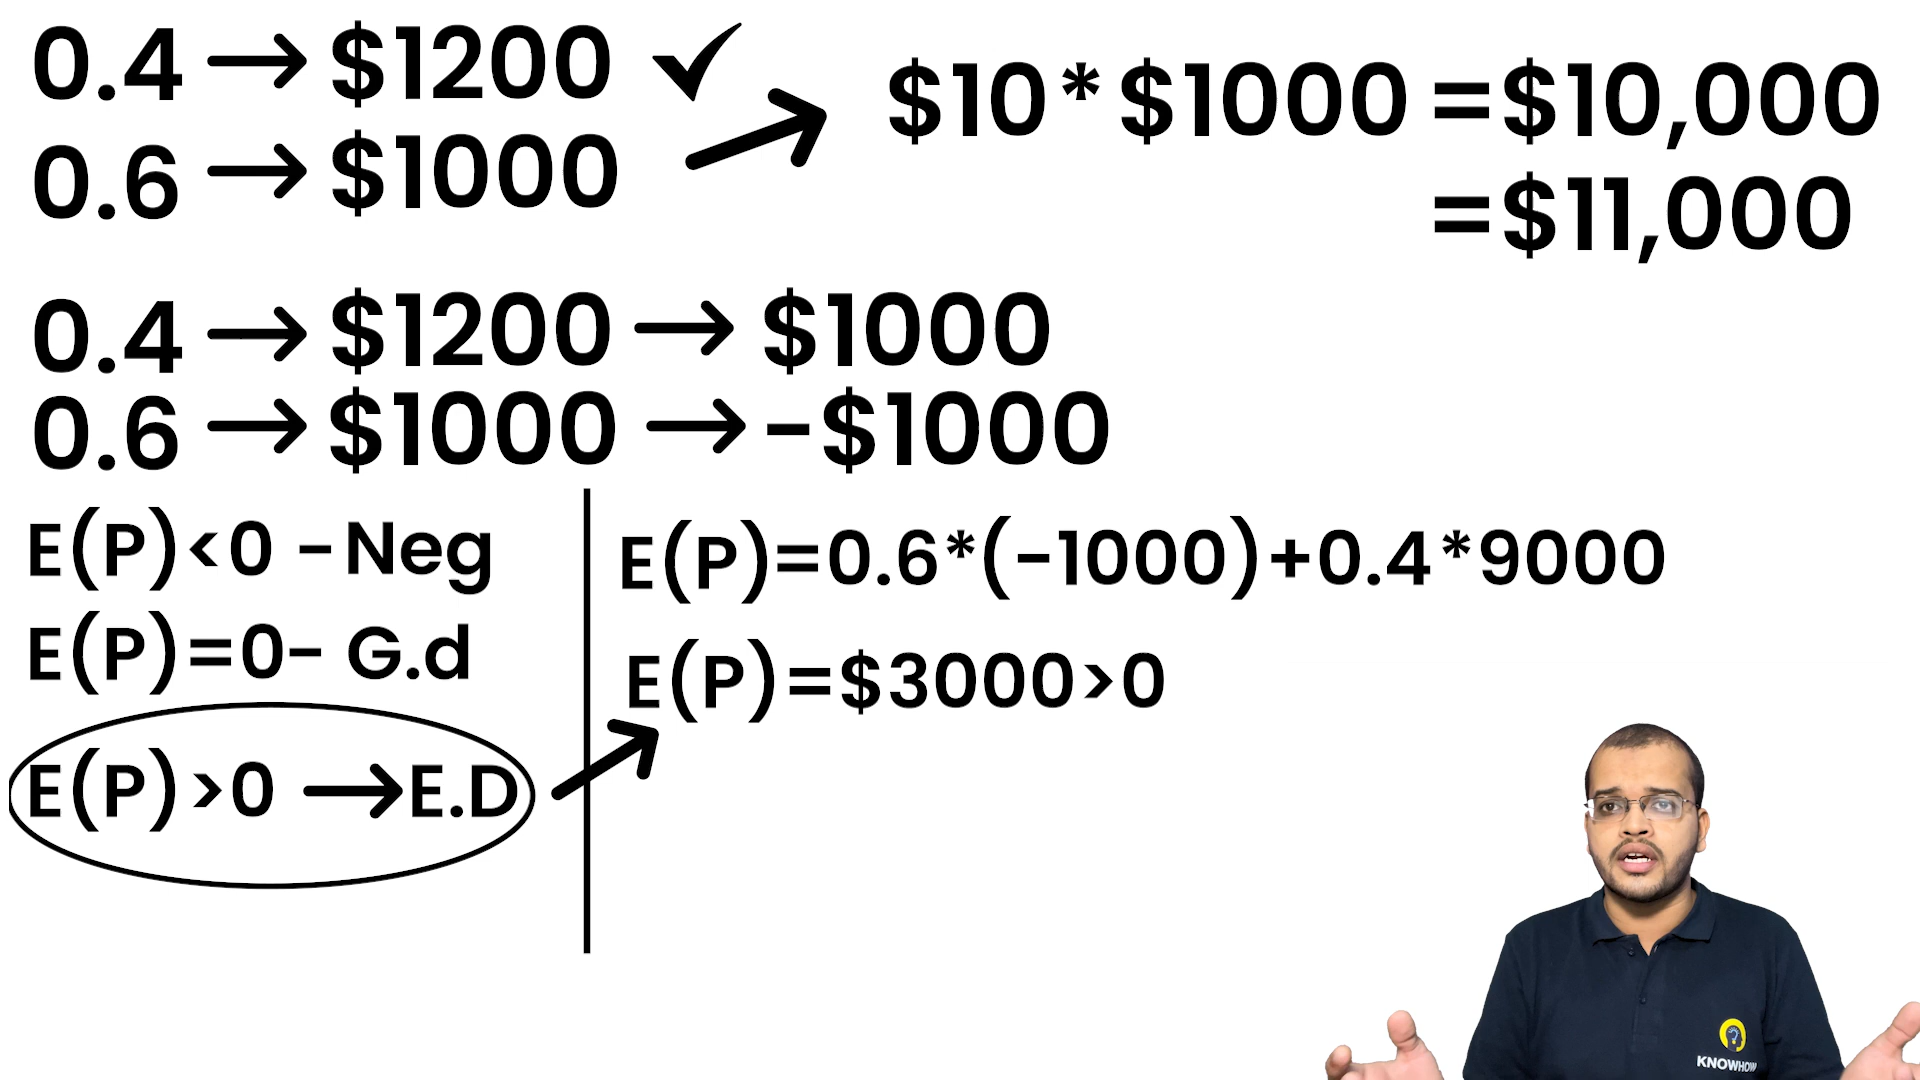 0.4 → $1200 ✓
0.6 → $1000 → $10 * $1000 = $10,000
= $11,000
0.4 → $1200 → $1000
0.6 → $1000 → -$1000
E(P)<0 - Neg
E(P)=0- G.d
E(P)>0 → E.D
E(P)=0.6*(-1000)+0.4*9000
E(P)=$3000>0
KNOWHOW